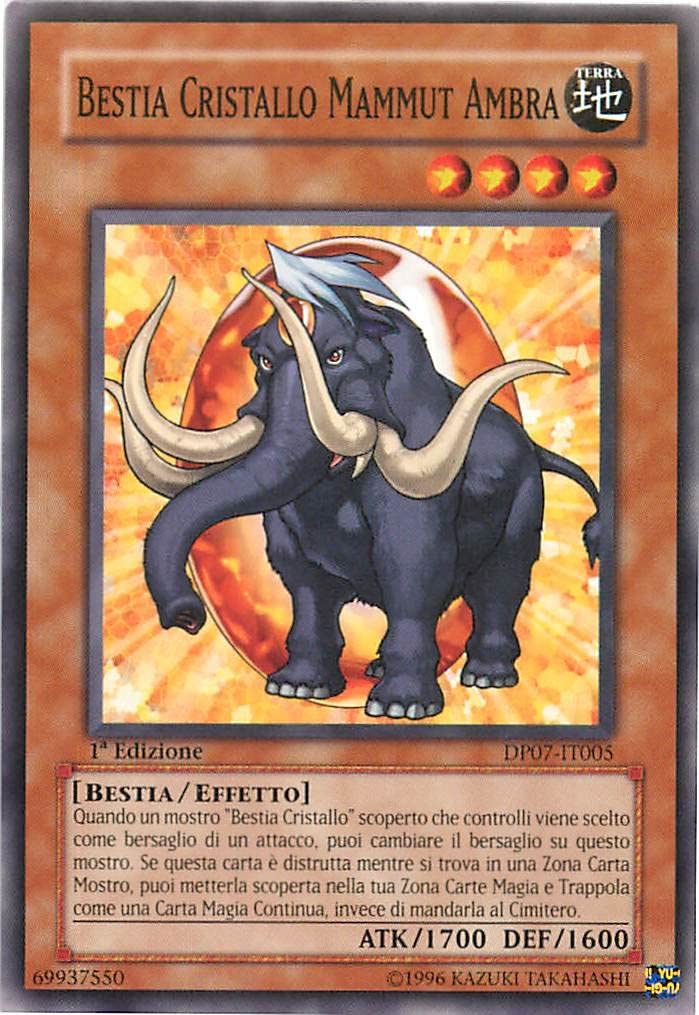 BESTIA CRISTALLO MAMMUT AMBRA
TERRA
地
1ª Edizione
DP07-IT005
[BESTIA/EFFETTO]
Quando un mostro "Bestia Cristallo" scoperto che controlli viene scelto
come bersaglio di un attacco, puoi cambiare il bersaglio su questo
mostro. Se questa carta è distrutta mentre si trova in una Zona Carta
Mostro, puoi metterla scoperta nella tua Zona Carte Magia e Trappola
come una Carta Magia Continua, invece di mandarla al Cimitero.
ATK/1700 DEF/1600
69937550
©1996 KAZUKI TAKAHASHI